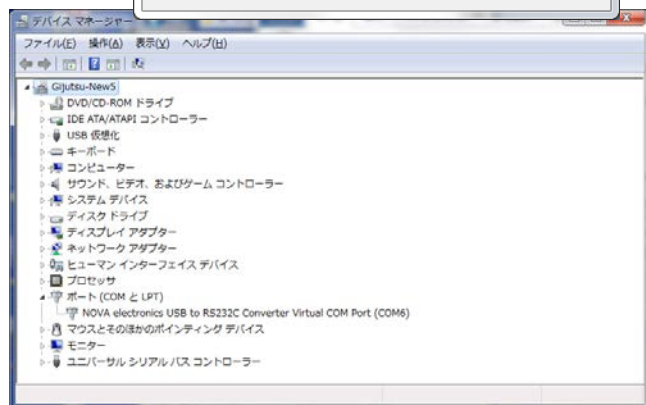 デバイス マネージャー
ファイル(F) 操作(A) 表示(V) ヘルプ(H)
Gijutsu-New5
DVD/CD-ROM ドライブ
IDE ATA/ATAPI コントローラー
USB 仮想化
キーボード
コンピューター
サウンド、ビデオ、およびゲーム コントローラー
システム デバイス
ディスク ドライブ
ディスプレイ アダプター
ネットワーク アダプター
ヒューマン インターフェイス デバイス
プロセッサ
ポート (COM と LPT)
NOVA electronics USB to RS232C Converter Virtual COM Port (COM6)
マウスとそのほかのポインティング デバイス
モニター
ユニバーサル シリアル バス コントローラー